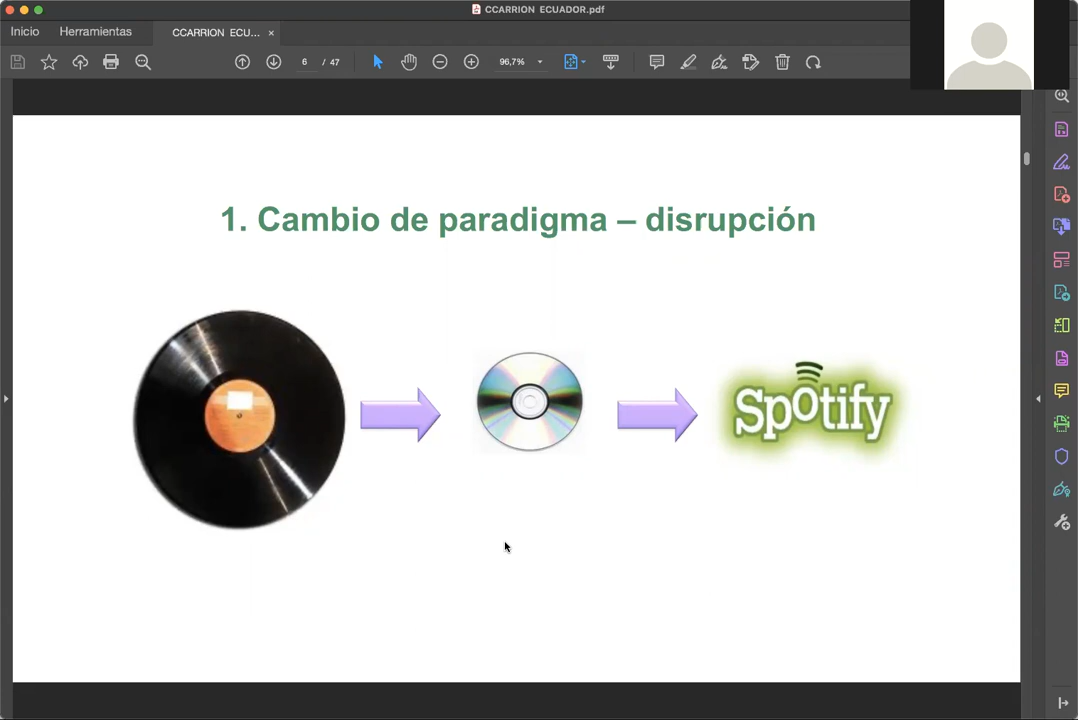 CCARRION ECUADOR.pdf
Inicio
Herramientas
CCARRION ECU... ×
6 / 47
96,7%
1. Cambio de paradigma – disrupción
Spotify